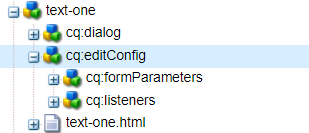 text-one
cq:dialog
cq:editConfig
cq:formParameters
cq:listeners
text-one.html